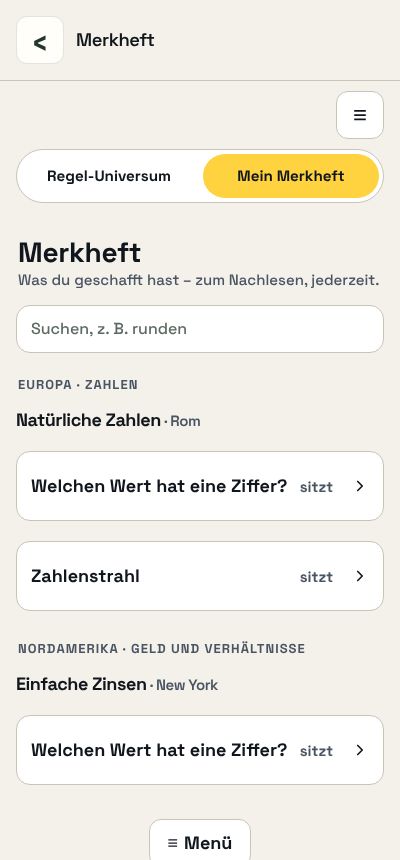 < Merkheft
≡
Regel-Universum Mein Merkheft
Merkheft
Was du geschafft hast – zum Nachlesen, jederzeit.
Suchen, z. B. runden
EUROPA · ZAHLEN
Natürliche Zahlen · Rom
Welchen Wert hat eine Ziffer? sitzt >
Zahlenstrahl sitzt >
NORDAMERIKA · GELD UND VERHÄLTNISSE
Einfache Zinsen · New York
Welchen Wert hat eine Ziffer? sitzt >
≡ Menü